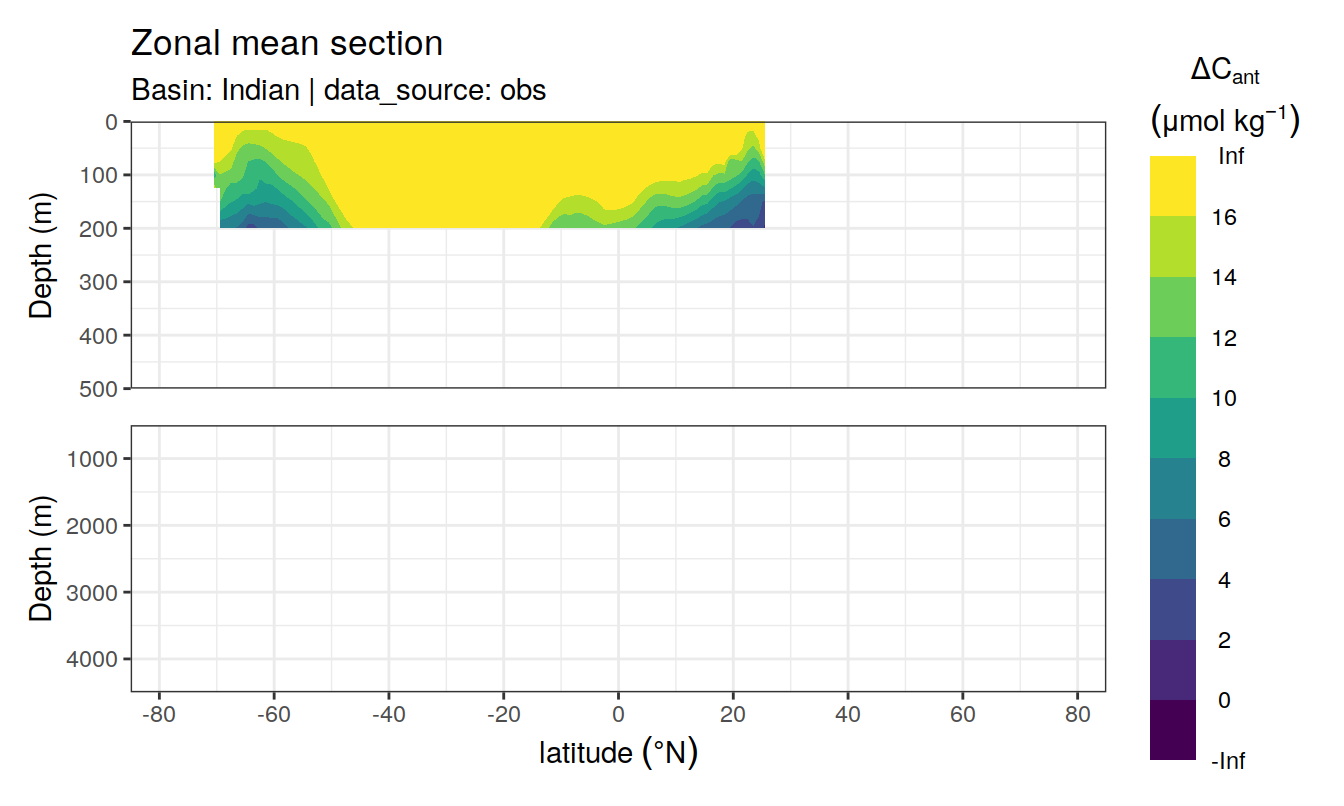 Zonal mean section
Basin: Indian | data_source: obs
ΔCant
(μmol kg⁻¹)
Inf
16
14
12
10
8
6
4
2
0
-Inf
Depth (m)
0
100
200
300
400
500
Depth (m)
1000
2000
3000
4000
-80 -60 -40 -20 0 20 40 60 80
latitude (°N)